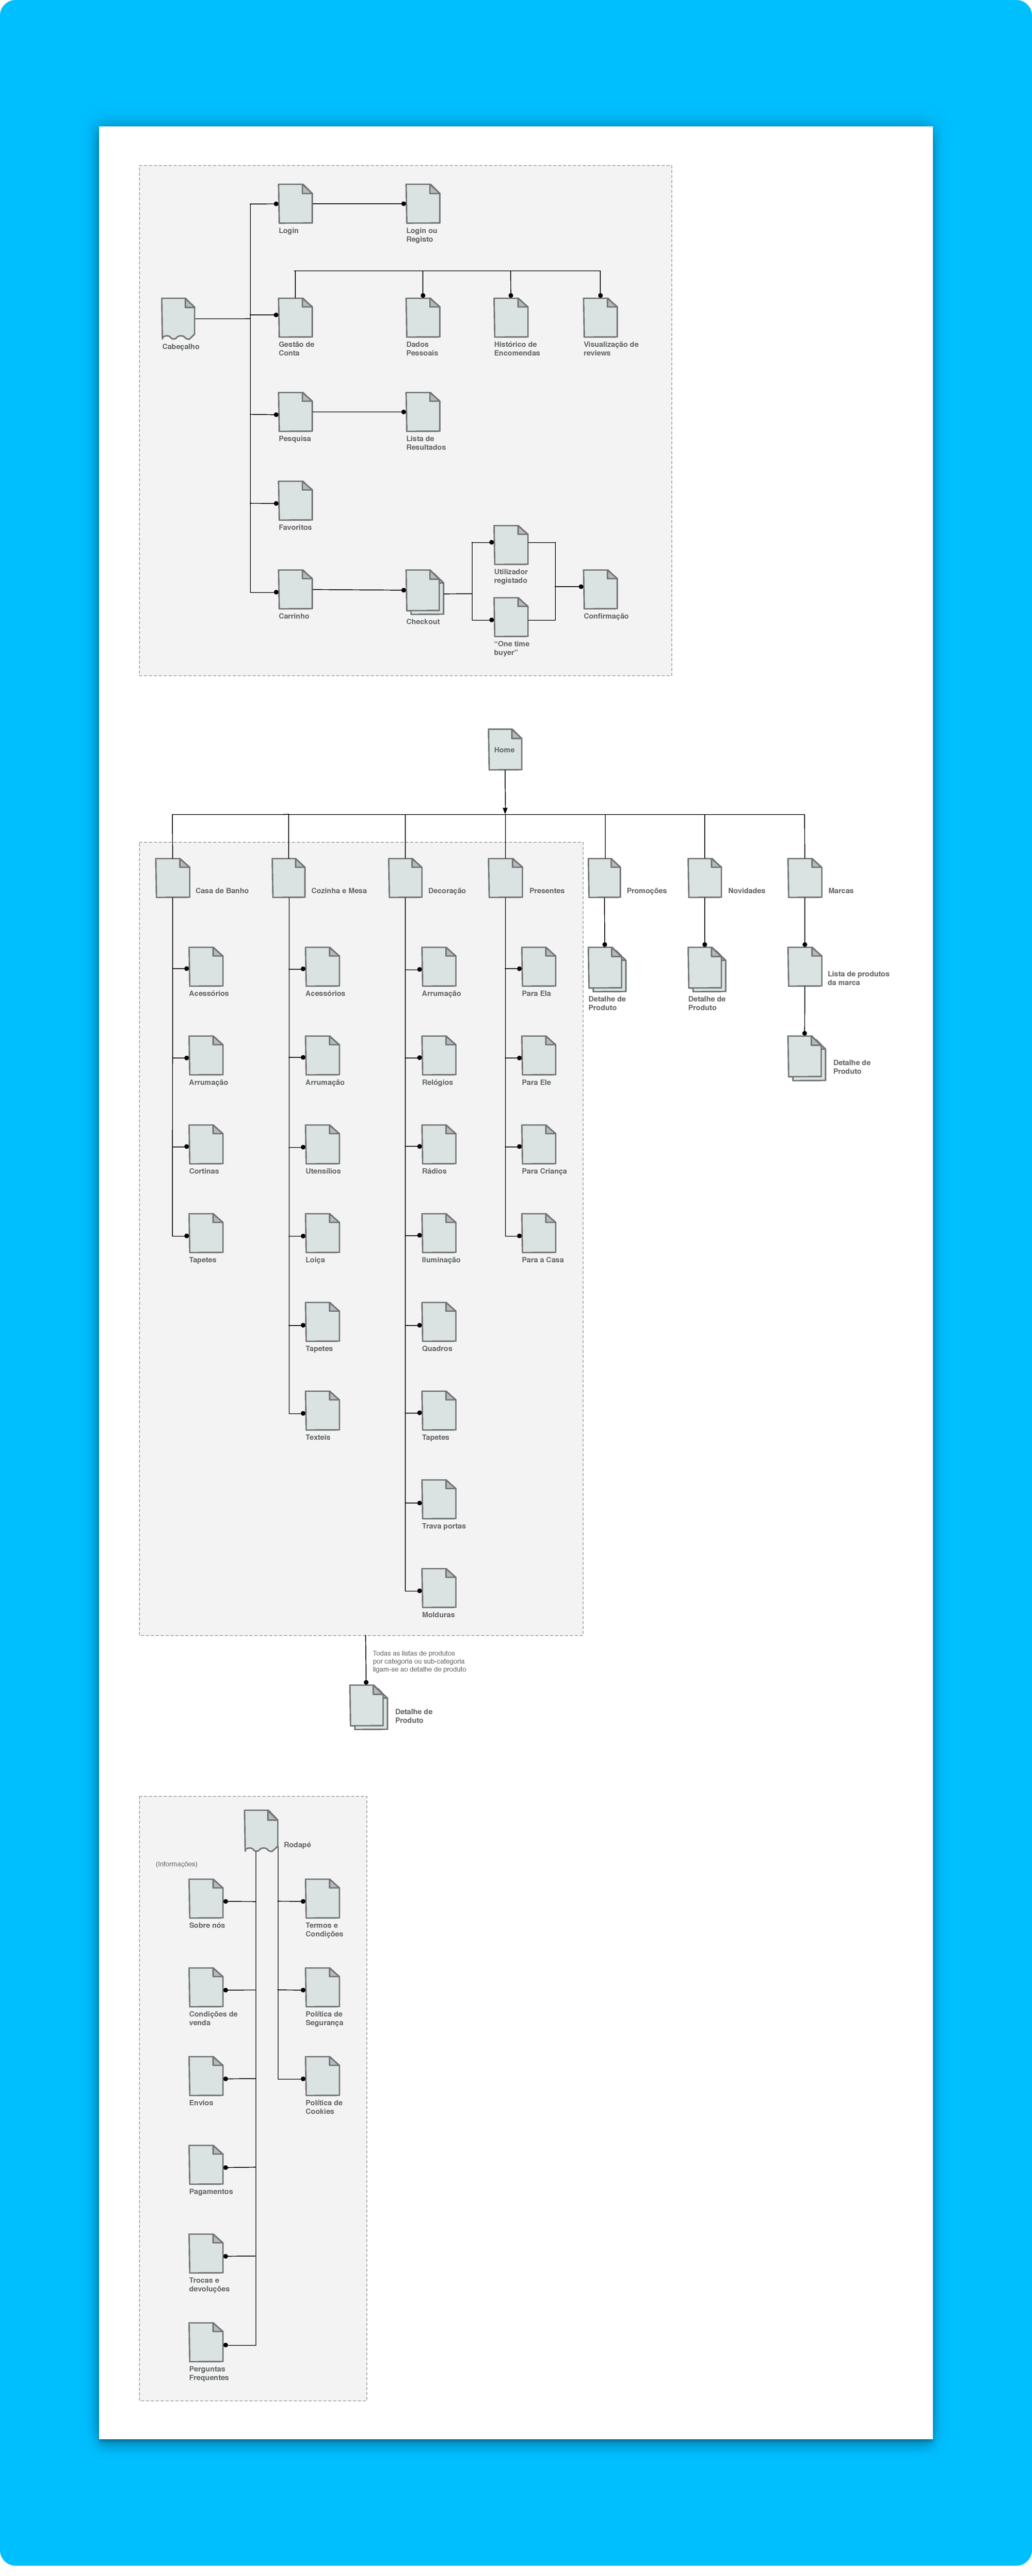 Login
Login ou
Registo
Cabeçalho
Gestão de
Conta
Dados
Pessoais
Histórico de
Encomendas
Visualização de
reviews
Pesquisa
Lista de
Resultados
Favoritos
Utilizador
registado
Carrinho
Checkout
Confirmação
“One time
buyer”
Home
Casa de Banho
Cozinha e Mesa
Decoração
Presentes
Promoções
Novidades
Marcas
Acessórios
Acessórios
Arrumação
Para Ela
Detalhe de
Produto
Detalhe de
Produto
Lista de produtos
da marca
Arrumação
Arrumação
Relógios
Para Ele
Detalhe de
Produto
Cortinas
Utensílios
Rádios
Para Criança
Tapetes
Loiça
Iluminação
Para a Casa
Tapetes
Quadros
Texteis
Tapetes
Trava portas
Molduras
Todas as listas de produtos
por categoria ou sub-categoria
ligam-se ao detalhe de produto
Detalhe de
Produto
Rodapé
(Informações)
Sobre nós
Termos e
Condições
Condições de
venda
Política de
Segurança
Envios
Política de
Cookies
Pagamentos
Trocas e
devoluções
Perguntas
Frequentes